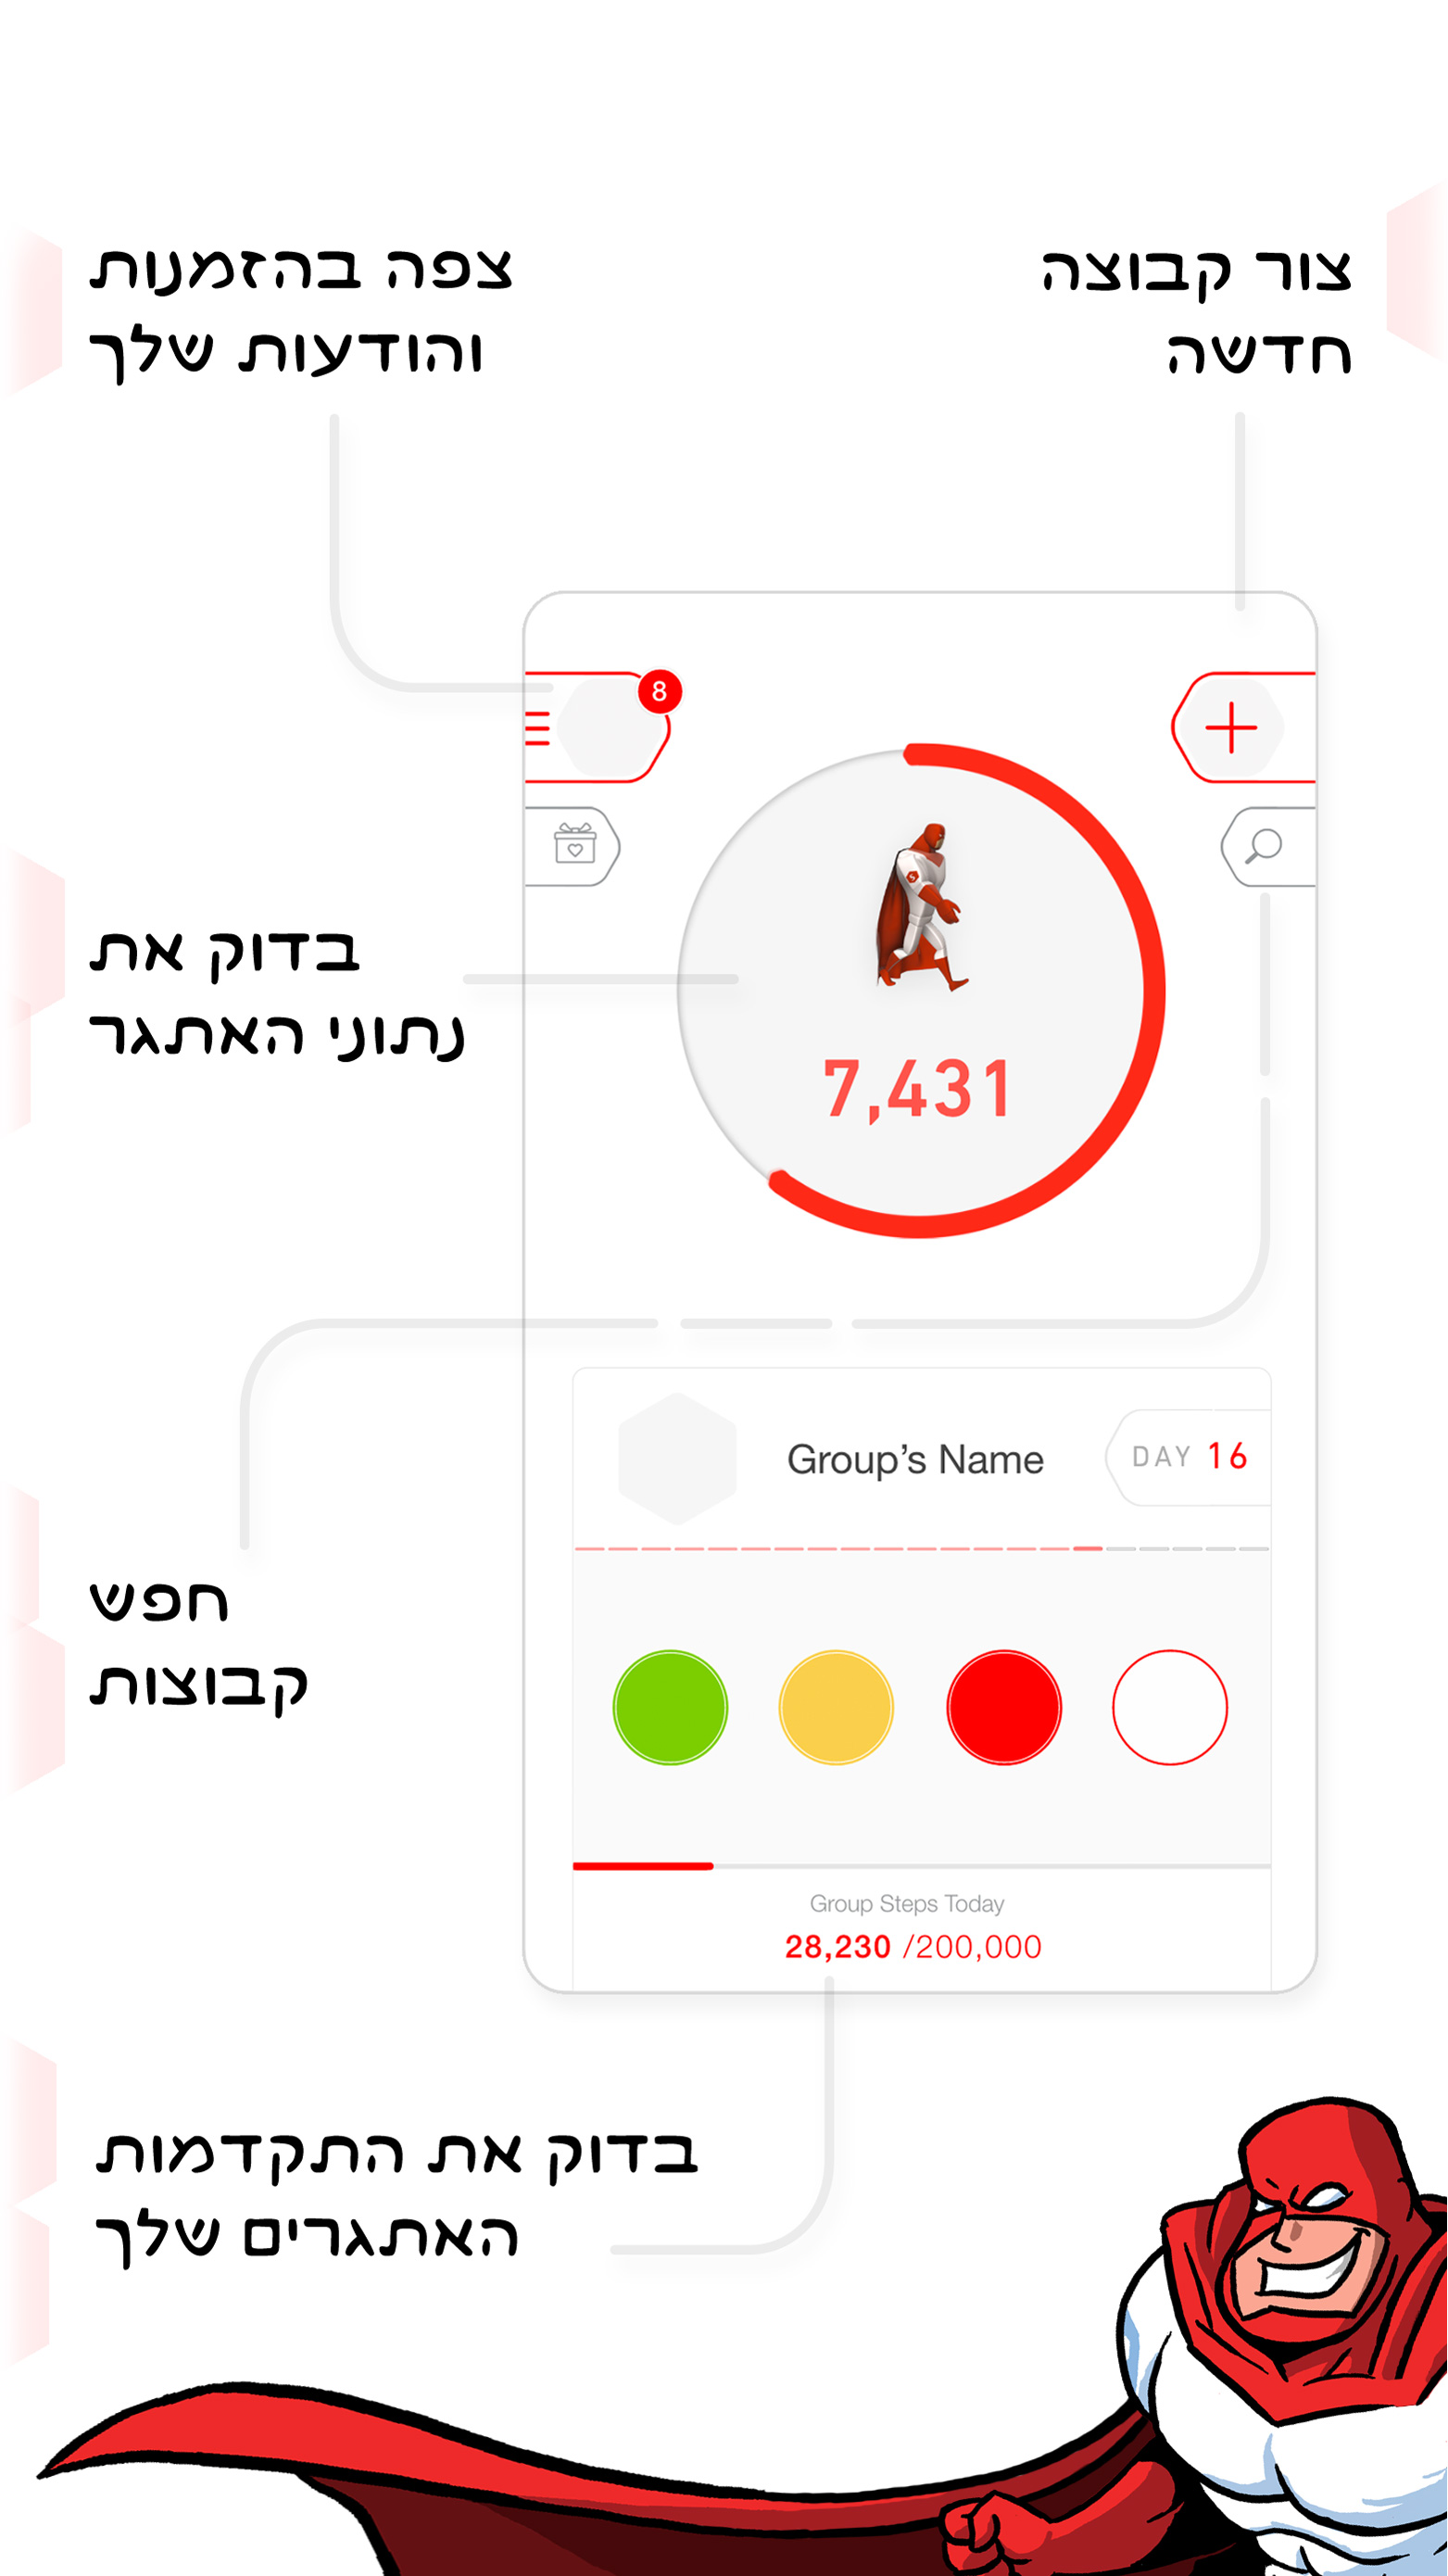 צור קבוצה
חדשה
צפה בהזמנות
והודעות שלך
8
בדוק את
נתוני האתגר
7,431
Group's Name
DAY 16
חפש
קבוצות
Group Steps Today
28,230 /200,000
בדוק את התקדמות
האתגרים שלך